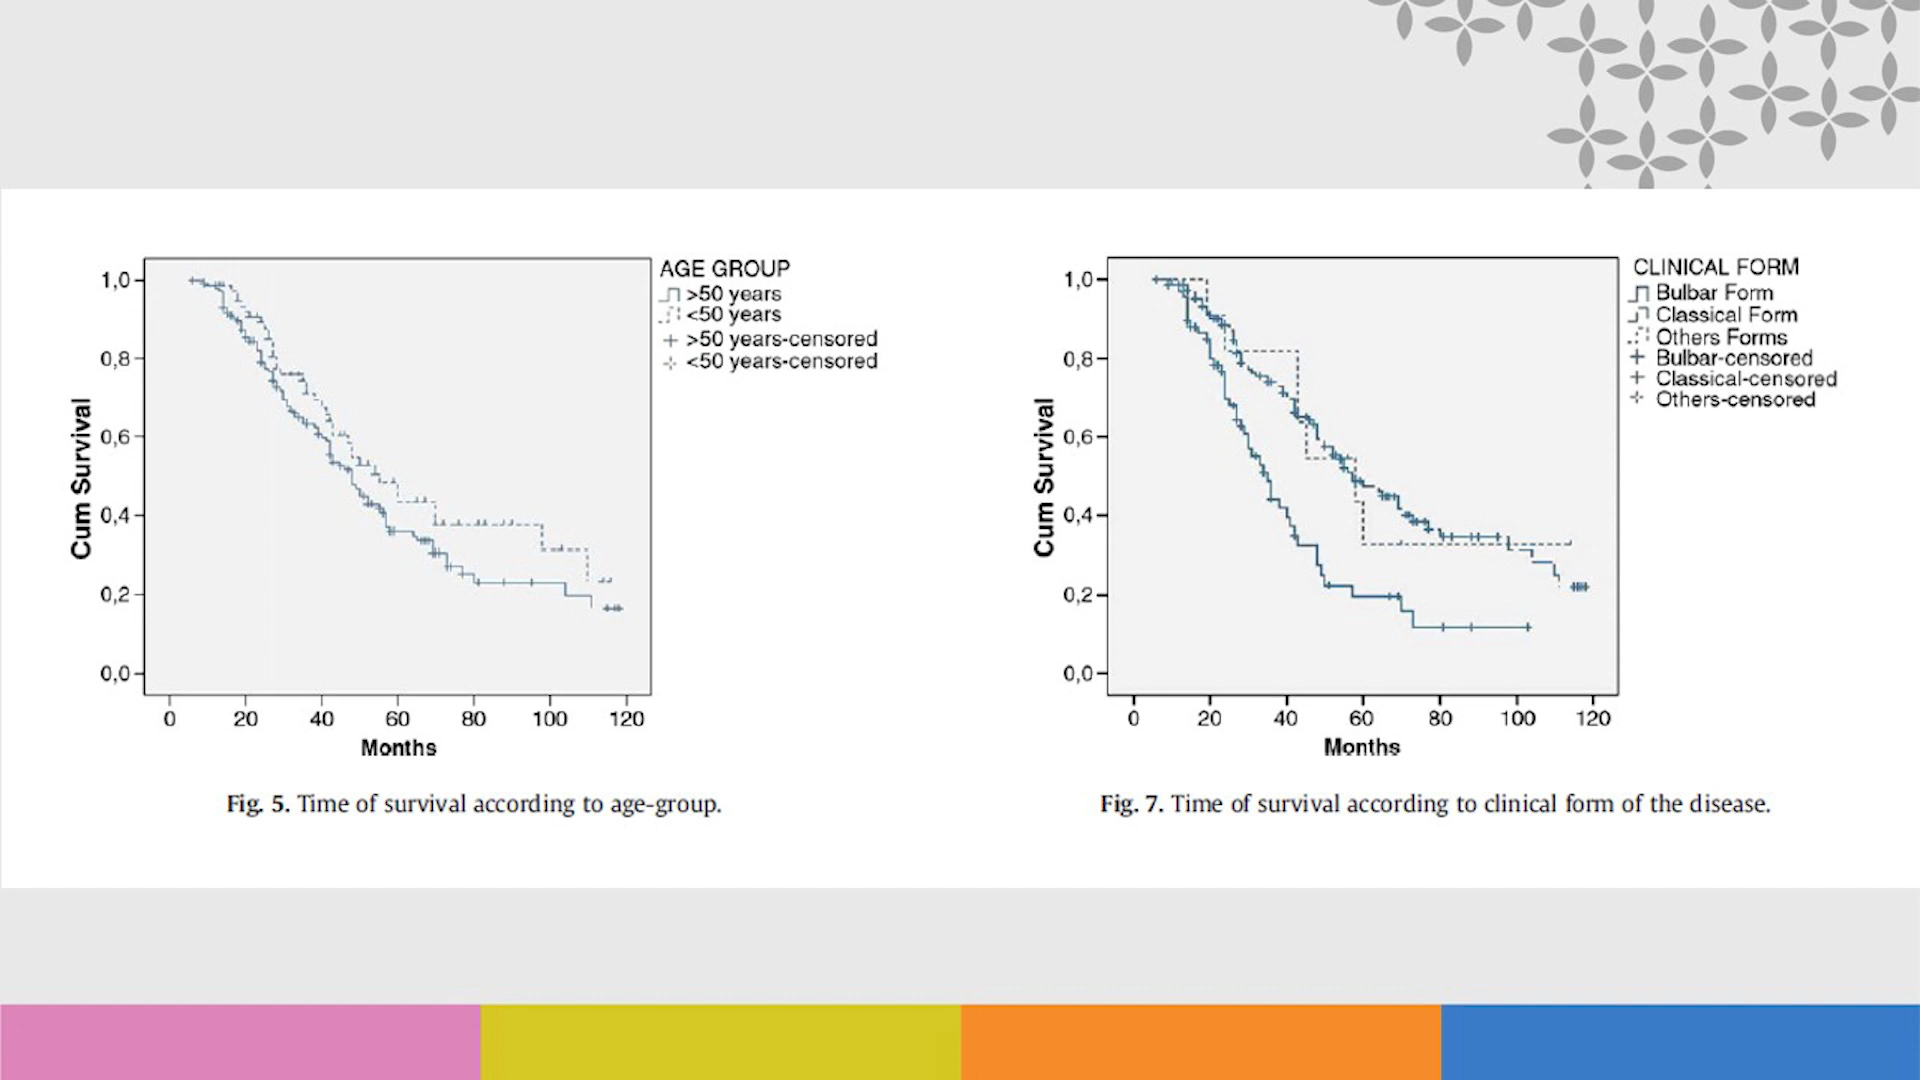 AGE GROUP
>50 years
<50 years
>50 years-censored
<50 years-censored
Cum Survival
1,0
0,8
0,6
0,4
0,2
0,0
0 20 40 60 80 100 120
Months
Fig. 5. Time of survival according to age-group.
CLINICAL FORM
Bulbar Form
Classical Form
Others Forms
Bulbar-censored
Classical-censored
Others-censored
Cum Survival
1,0
0,8
0,6
0,4
0,2
0,0
0 20 40 60 80 100 120
Months
Fig. 7. Time of survival according to clinical form of the disease.